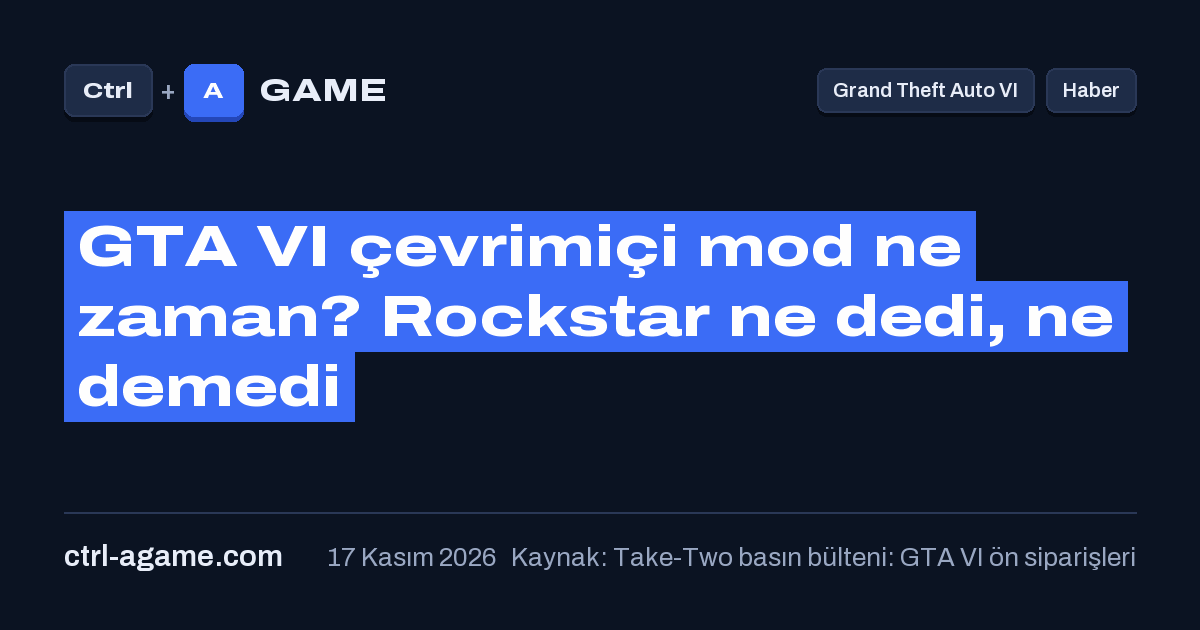 Ctrl + A GAME
Grand Theft Auto VI Haber
GTA VI çevrimiçi mod ne
zaman? Rockstar ne dedi, ne
demedi
ctrl-agame.com 17 Kasım 2026 Kaynak: Take-Two basın bülteni: GTA VI ön siparişleri